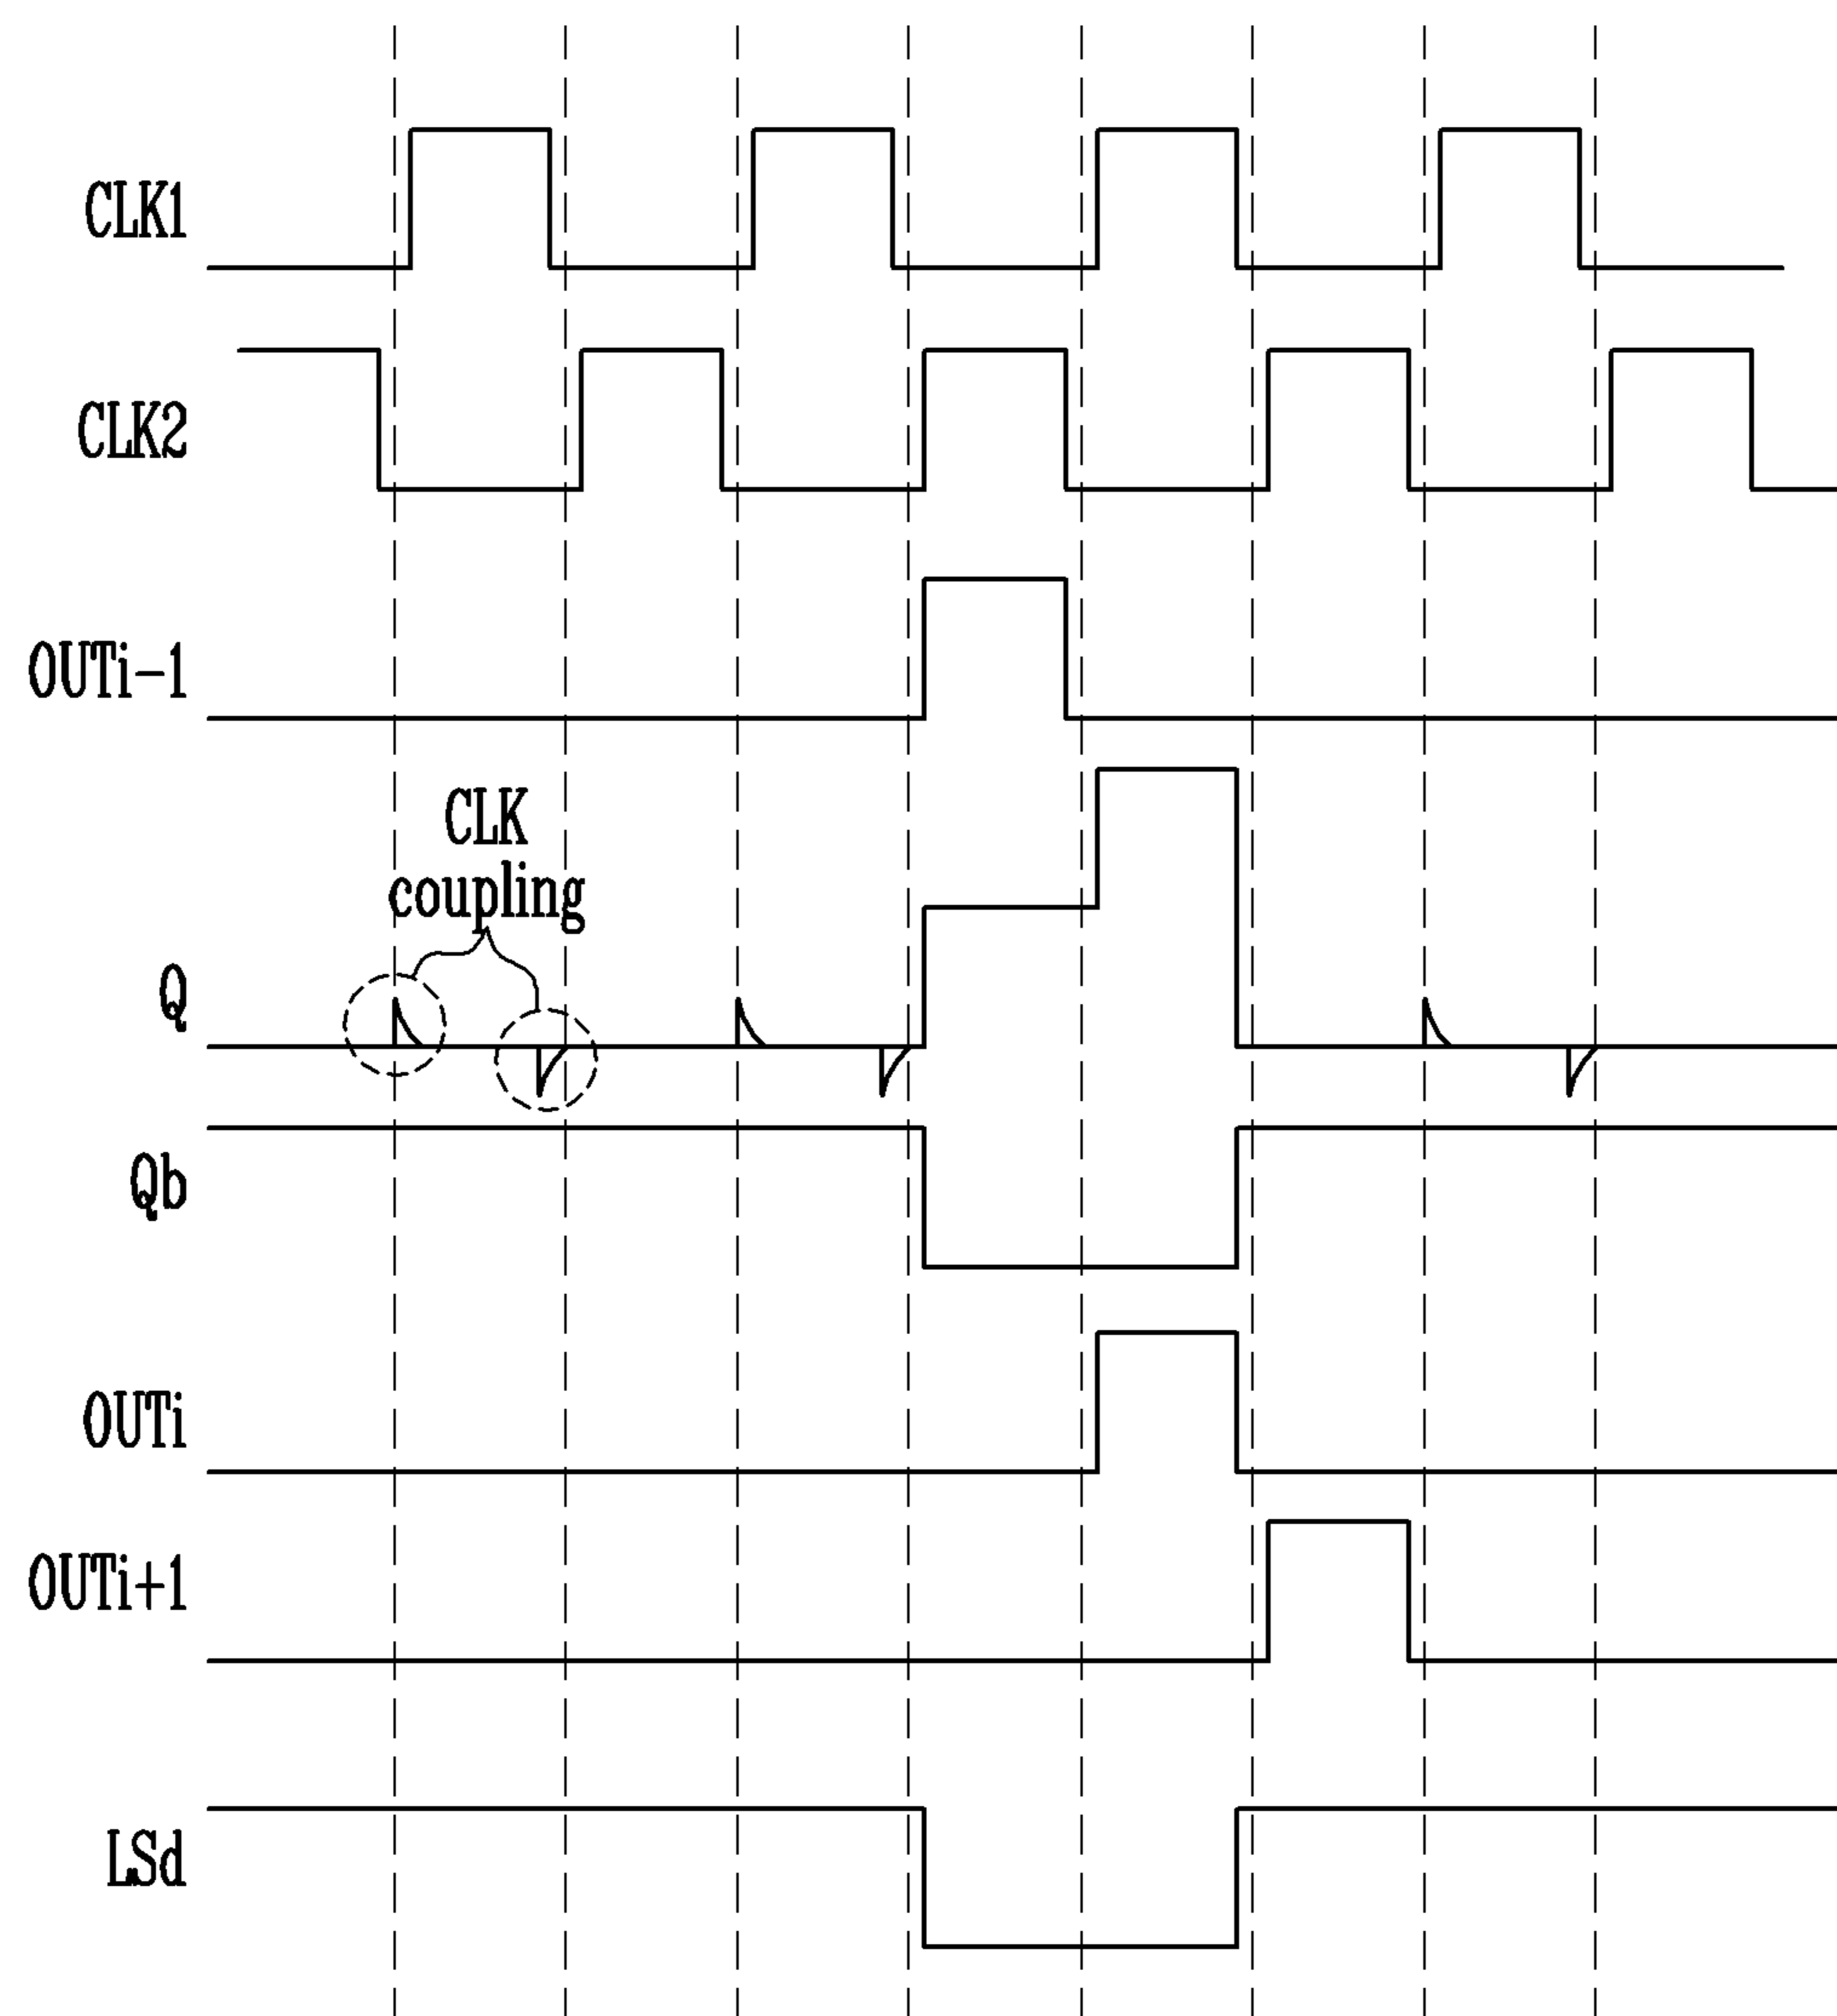 CLK1
CLK2
OUTi-1
CLK
coupling
Q
Qb
OUTi
OUTi+1
LSd